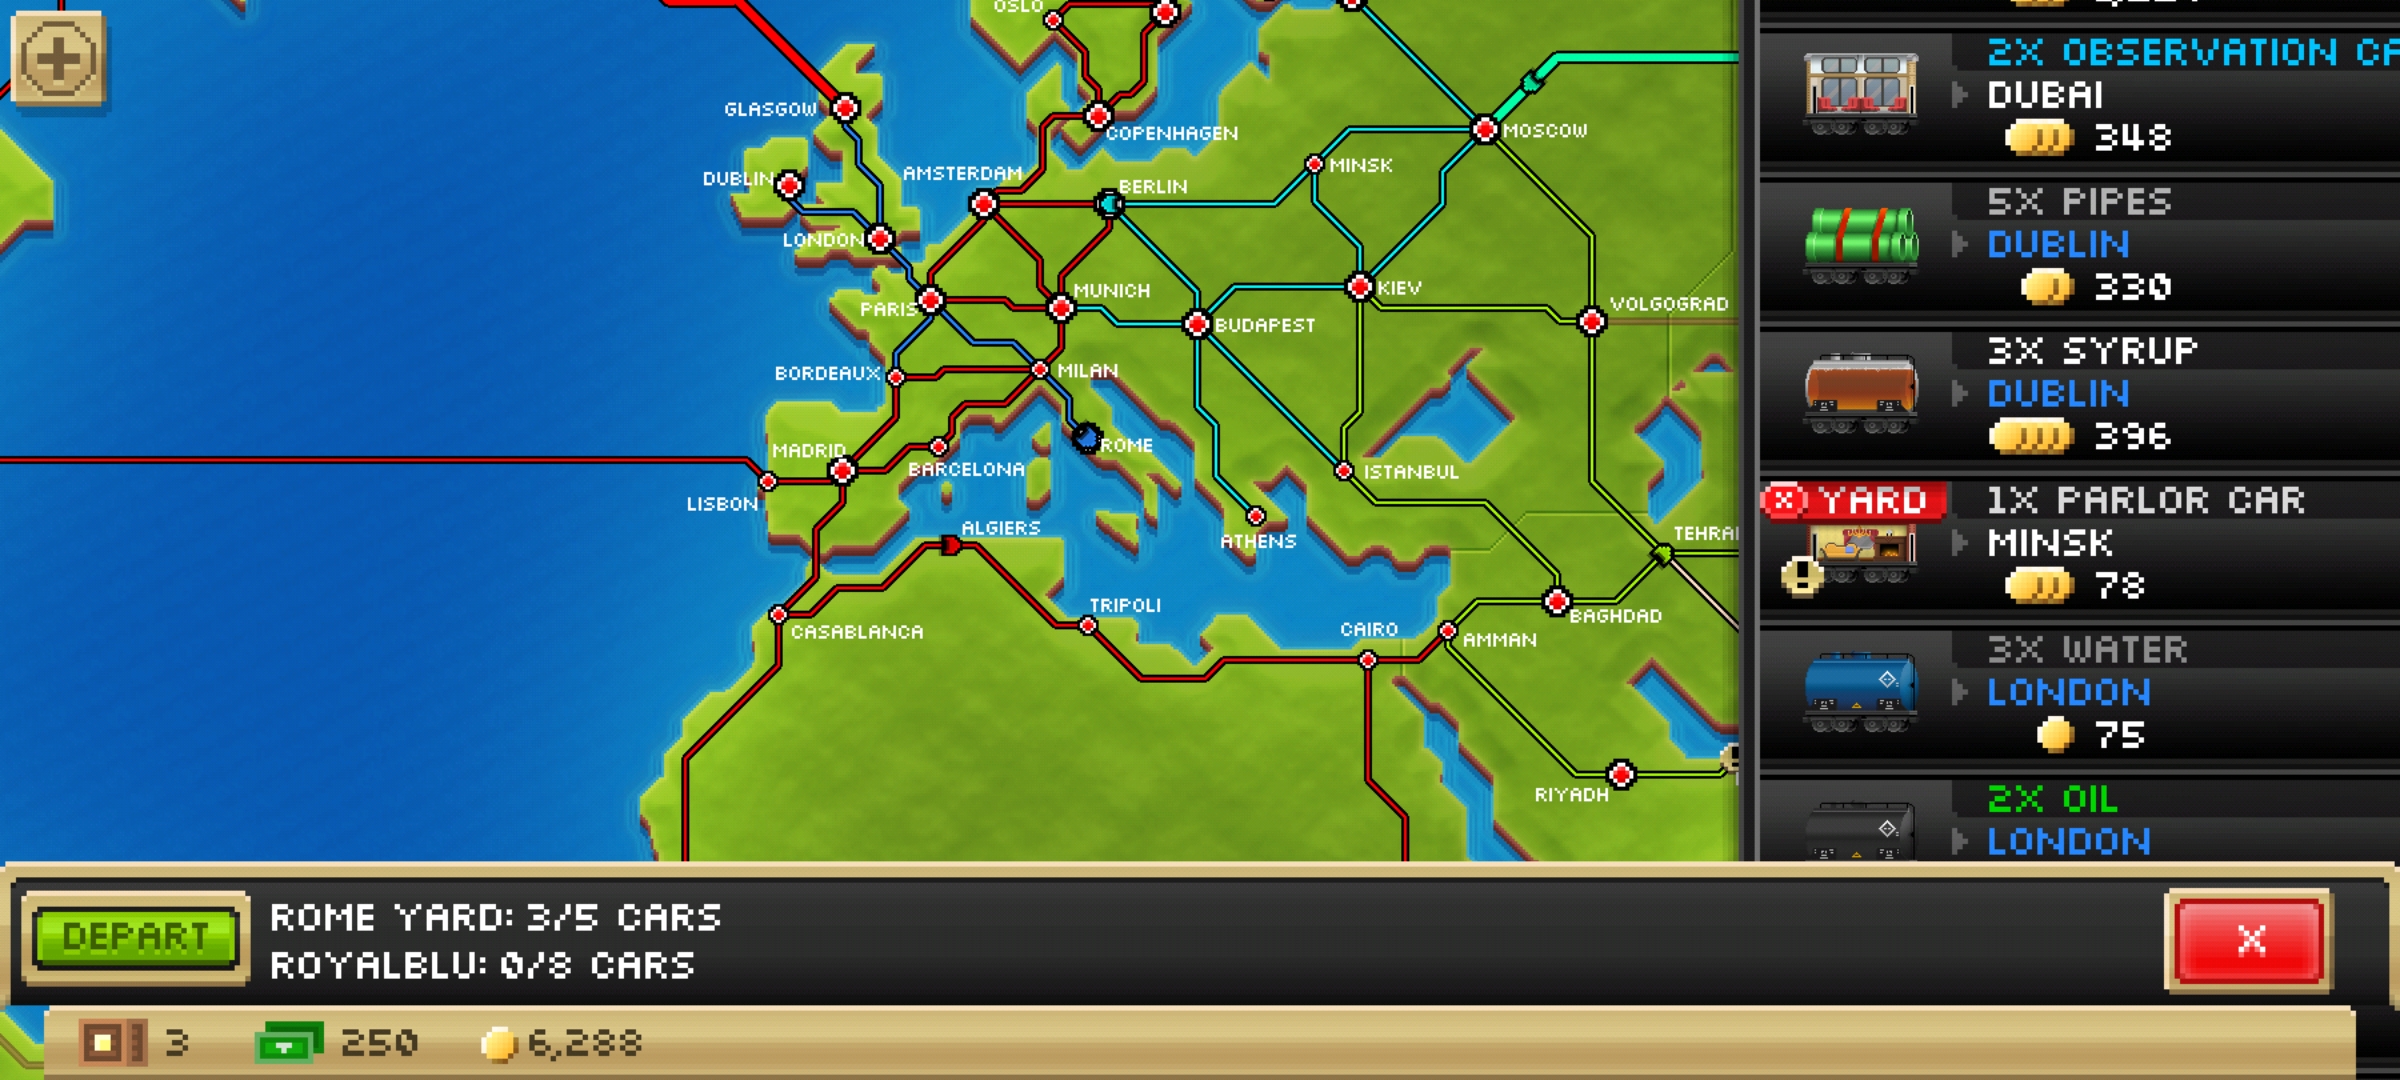 OSLO
GLASGOW
COPENHAGEN
MOSCOW
DUBLIN
AMSTERDAM
BERLIN
MINSK
LONDON
PARIS
MUNICH
BUDAPEST
KIEV
VOLGOGRAD
BORDEAUX
MILAN
MADRID
BARCELONA
ROME
ISTANBUL
LISBON
ALGIERS
ATHENS
TEHRA
CASABLANCA
TRIPOLI
CAIRO
AMMAN
BAGHDAD
RIYADH
2X OBSERVATION CA
DUBAI
348
5X PIPES
DUBLIN
330
3X SYRUP
DUBLIN
396
X YARD
1X PARLOR CAR
MINSK
78
3X WATER
LONDON
75
2X OIL
LONDON
DEPART
ROME YARD: 3/5 CARS
ROYALBLU: 0/8 CARS
X
3
250
6,288